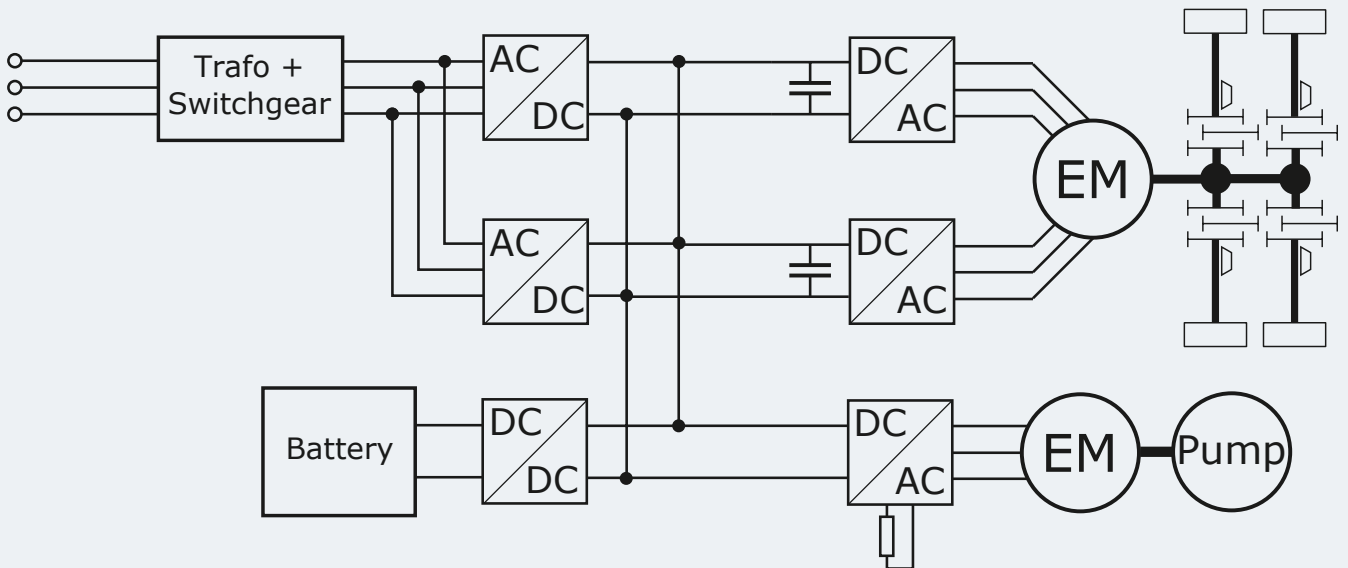 Trafo +
Switchgear
AC
DC
DC
AC
EM
AC
DC
DC
AC
Battery
DC
DC
DC
AC
EM
Pump